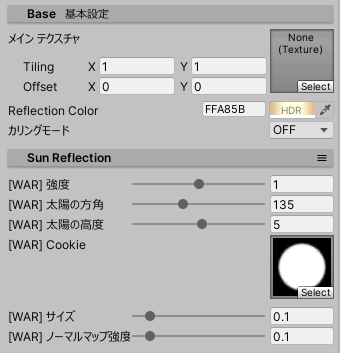 Base 基本設定
メイン テクスチャ
None
(Texture)
Tiling X 1 Y 1
Offset X 0 Y 0
Select
Reflection Color FFA85B HDR
カリングモード OFF
Sun Reflection
[WAR] 強度 1
[WAR] 太陽の方角 135
[WAR] 太陽の高度 5
[WAR] Cookie
Select
[WAR] サイズ 0.1
[WAR] ノーマルマップ強度 0.1